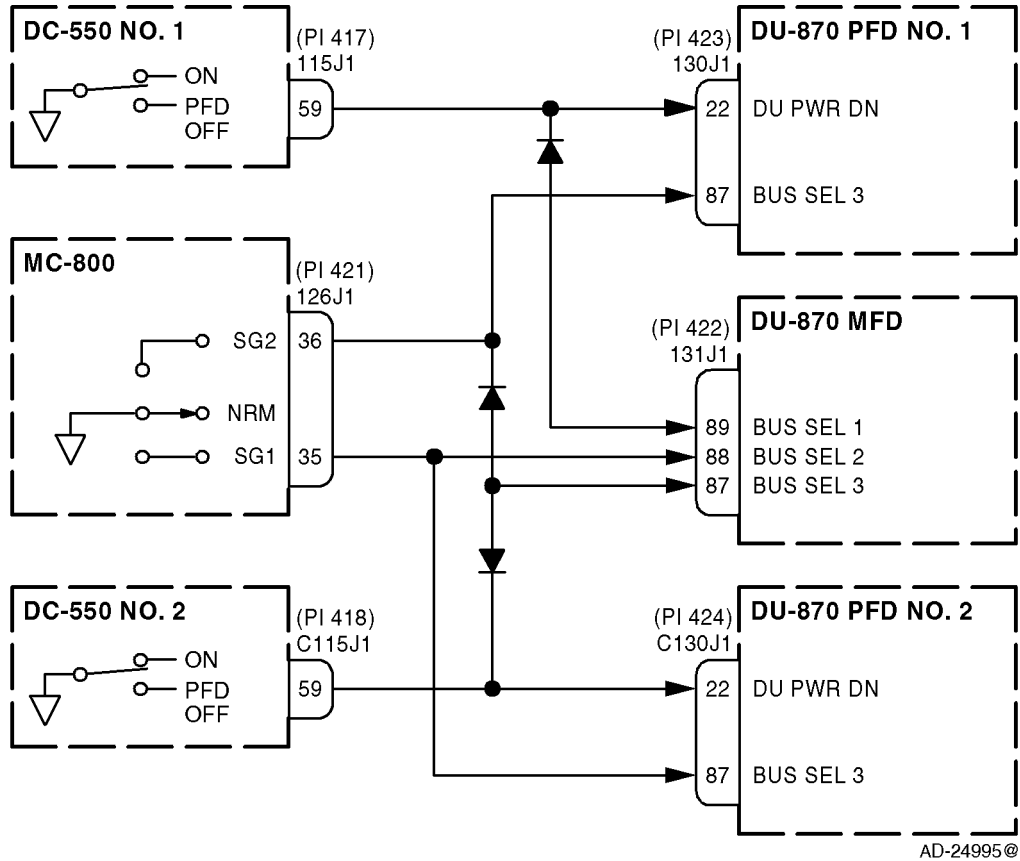 DC-550 NO. 1
ON
PFD
OFF
(PI 417)
115J1
59
(PI 423)
130J1
DU-870 PFD NO. 1
22 DU PWR DN
87 BUS SEL 3
MC-800
(PI 421)
126J1
SG2 36
NRM
SG1 35
(PI 422)
131J1
DU-870 MFD
89 BUS SEL 1
88 BUS SEL 2
87 BUS SEL 3
DC-550 NO. 2
ON
PFD
OFF
(PI 418)
C115J1
59
(PI 424)
C130J1
DU-870 PFD NO. 2
22 DU PWR DN
87 BUS SEL 3
AD-24995@